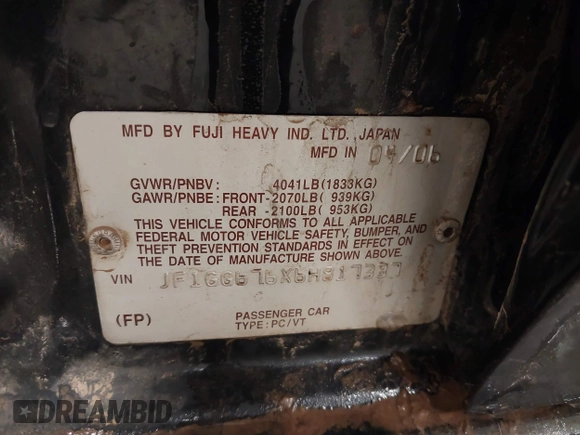 MFD BY FUJI HEAVY IND. LTD. JAPAN
MFD IN 04/06
GVWR/PNBV: 4041LB(1833KG)
GAWR/PNBE: FRONT-2070LB( 939KG)
REAR -2100LB( 953KG)
THIS VEHICLE CONFORMS TO ALL APPLICABLE
FEDERAL MOTOR VEHICLE SAFETY, BUMPER, AND
THEFT PREVENTION STANDARDS IN EFFECT ON
THE DATE OF MANUFACTURE SHOWN ABOVE.
VIN
(FP)
PASSENGER CAR
TYPE:PC/VT
DREAMBID